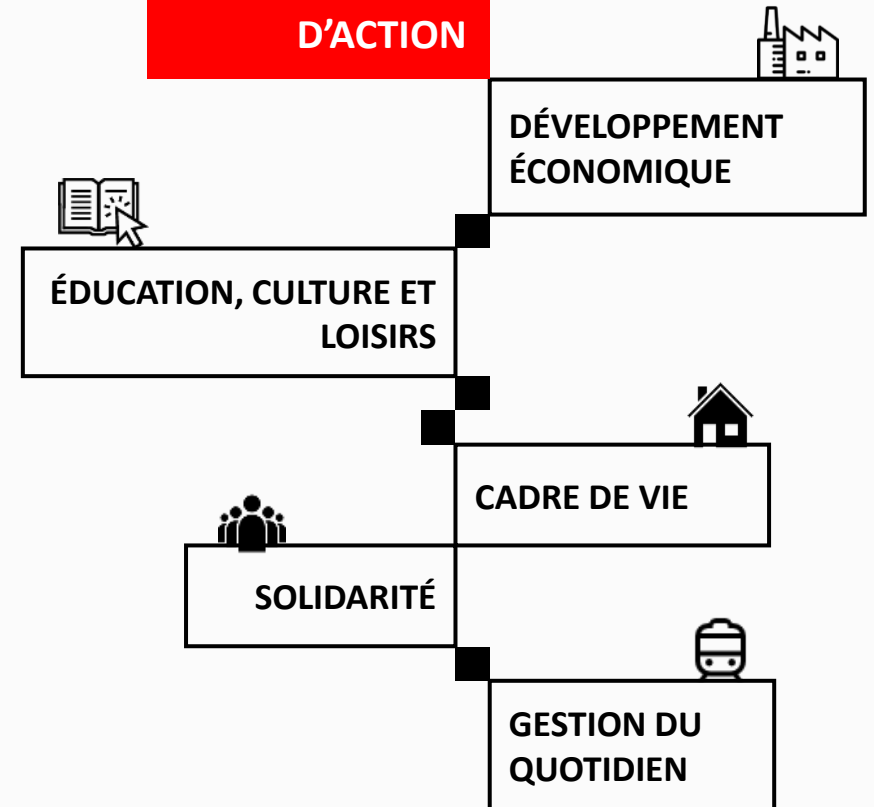 D’ACTION
DÉVELOPPEMENT
ÉCONOMIQUE
ÉDUCATION, CULTURE ET
LOISIRS
CADRE DE VIE
SOLIDARITÉ
GESTION DU
QUOTIDIEN